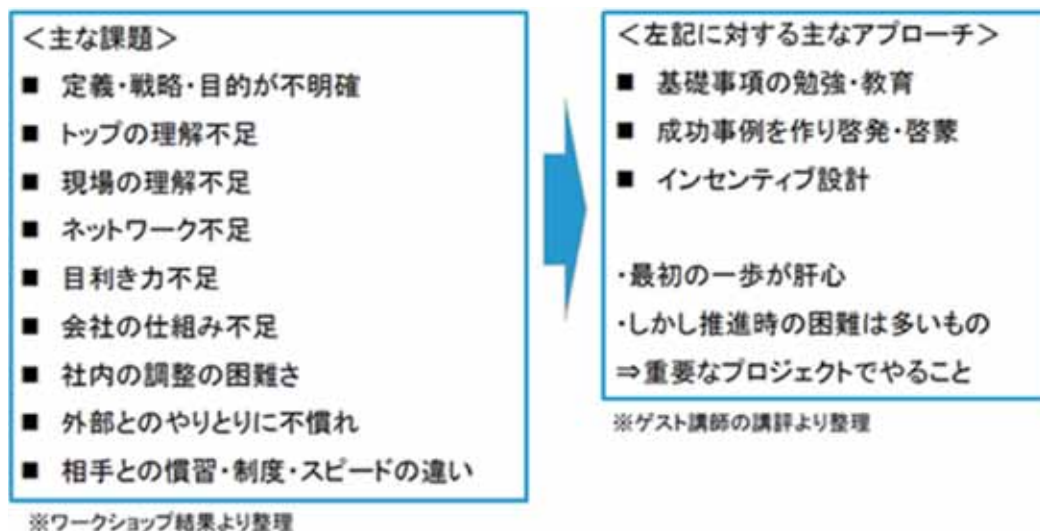 ＜主な課題＞
■ 定義・戦略・目的が不明確
■ トップの理解不足
■ 現場の理解不足
■ ネットワーク不足
■ 目利き力不足
■ 会社の仕組み不足
■ 社内の調整の困難さ
■ 外部とのやりとりに不慣れ
■ 相手との慣習・制度・スピードの違い
※ワークショップ結果より整理
＜左記に対する主なアプローチ＞
■ 基礎事項の勉強・教育
■ 成功事例を作り啓発・啓蒙
■ インセンティブ設計
・最初の一歩が肝心
・しかし推進時の困難は多いもの
⇒重要なプロジェクトでやること
※ゲスト講師の講評より整理